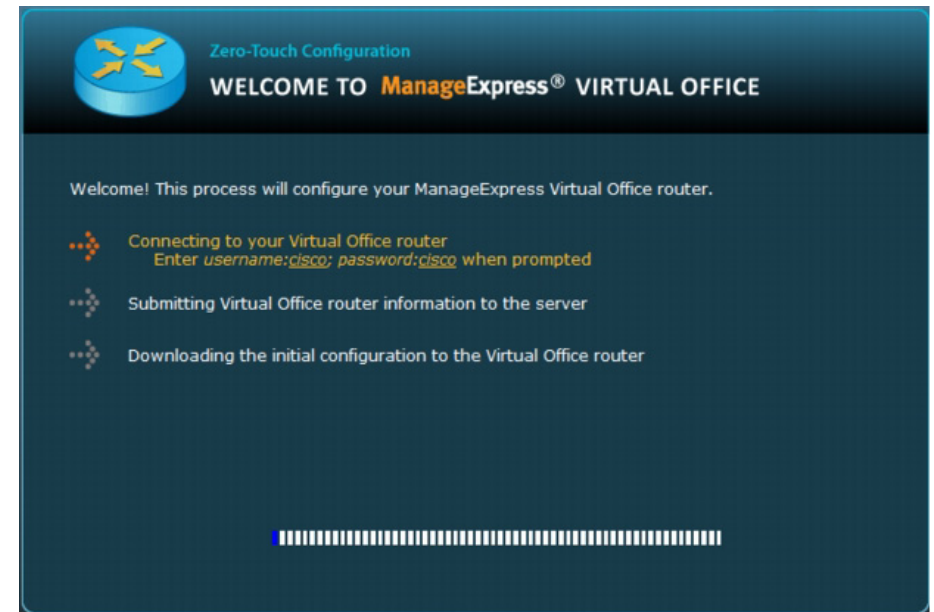 Zero-Touch Configuration
WELCOME TO ManageExpress® VIRTUAL OFFICE
Welcome! This process will configure your ManageExpress Virtual Office router.
Connecting to your Virtual Office router
Enter username:cisco; password:cisco when prompted
Submitting Virtual Office router information to the server
Downloading the initial configuration to the Virtual Office router